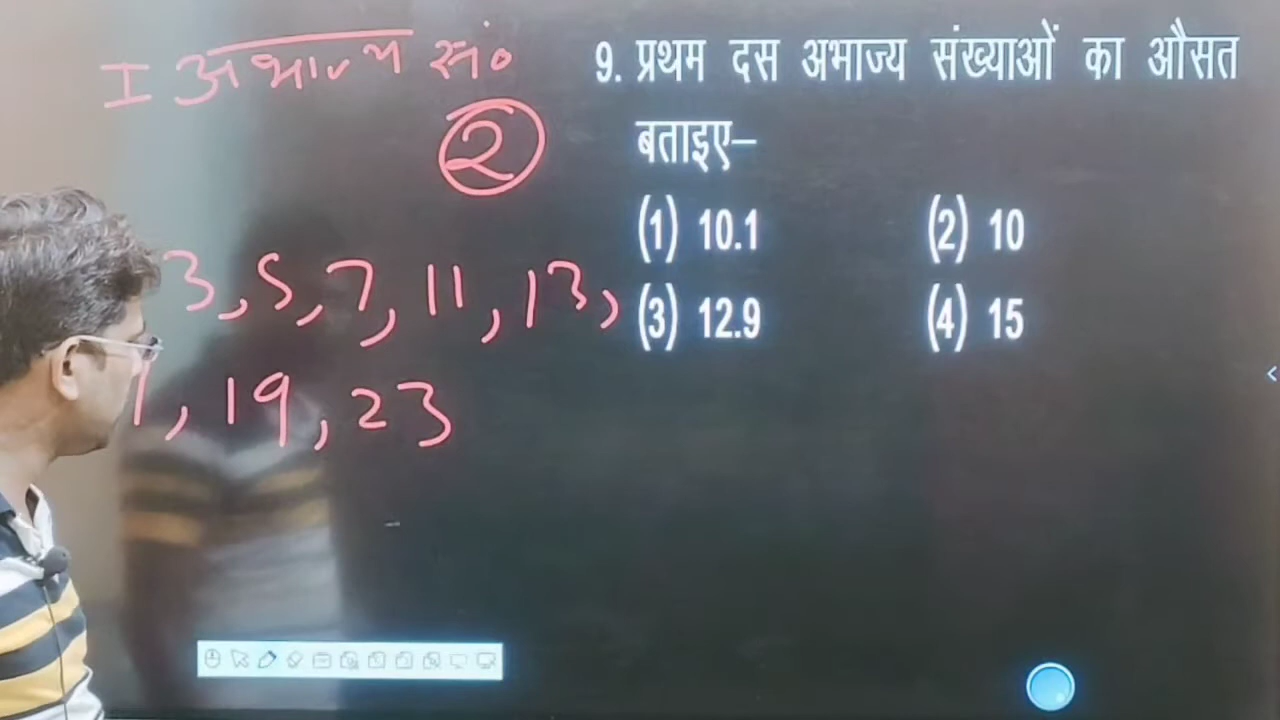 I अभाज्य सं०
2
3, 5, 7, 11, 13,
, 19, 23
9. प्रथम दस अभाज्य संख्याओं का औसत
बताइए–
(1) 10.1 (2) 10
(3) 12.9 (4) 15